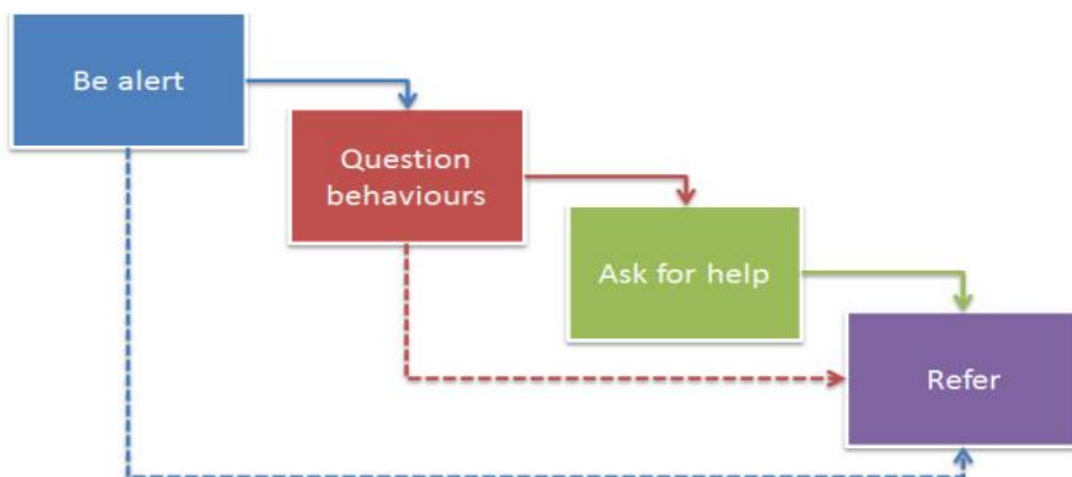 Be alert
Question
behaviours
Ask for help
Refer